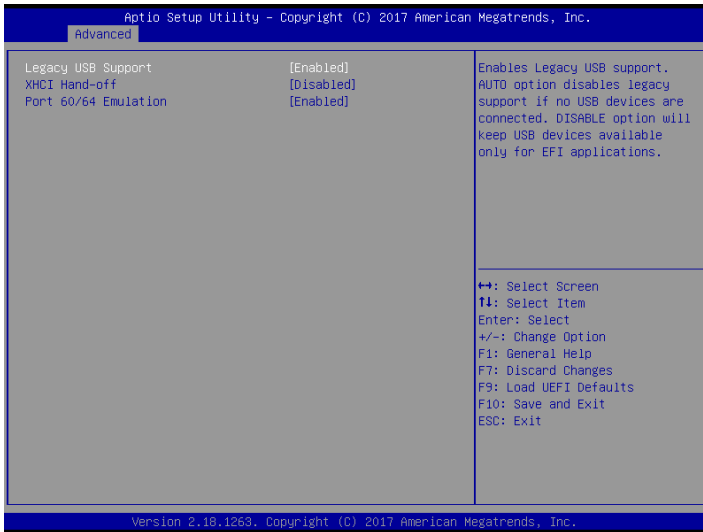 Aptio Setup Utility – Copyright (C) 2017 American Megatrends, Inc.
Advanced
Legacy USB Support [Enabled]
XHCI Hand-off [Disabled]
Port 60/64 Emulation [Enabled]
Enables Legacy USB support.
AUTO option disables legacy
support if no USB devices are
connected. DISABLE option will
keep USB devices available
only for EFI applications.
↔: Select Screen
↑↓: Select Item
Enter: Select
+/-: Change Option
F1: General Help
F7: Discard Changes
F9: Load UEFI Defaults
F10: Save and Exit
ESC: Exit
Version 2.18.1263. Copyright (C) 2017 American Megatrends, Inc.